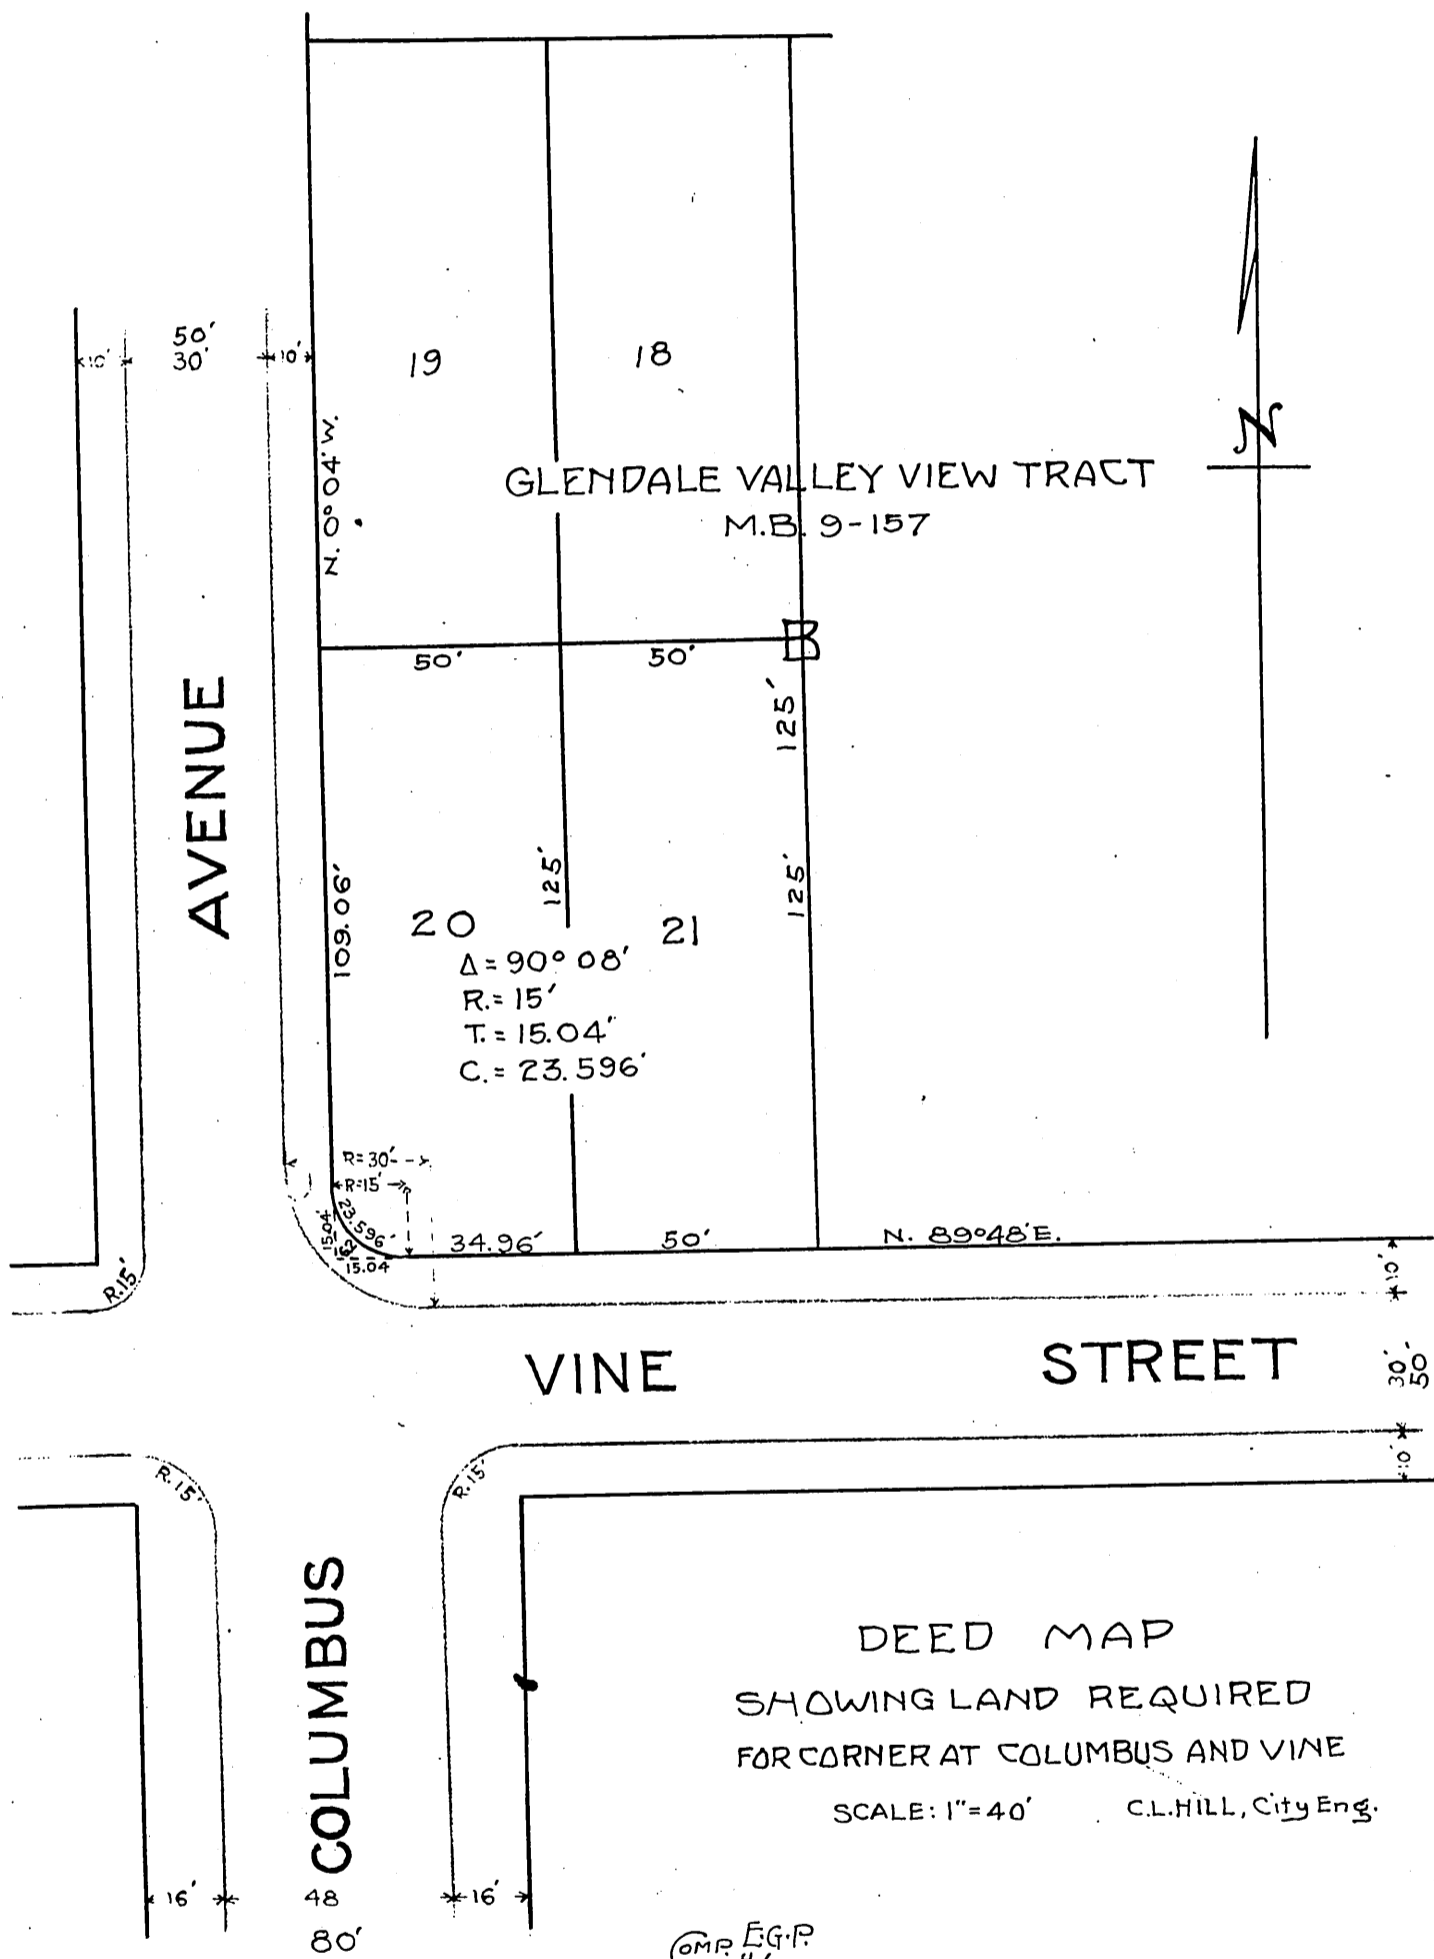 50'
10' 30' 10'
19
18
N. 0° 04' W.
GLENDALE VALLEY VIEW TRACT
M.B. 9-157
N
50'
50'
B
125'
AVENUE
125'
125'
109.06'
20
21
Δ = 90° 08'
R. = 15'
T. = 15.04'
C. = 23.596'
R=30'
R=15'
23.596'
15.04'
15.04
34.96'
50'
N. 89°48'E.
10'
R.15'
VINE STREET
30'
50'
10'
R.15'
R.15'
COLUMBUS
DEED MAP
SHOWING LAND REQUIRED
FOR CORNER AT COLUMBUS AND VINE
SCALE: 1"=40' C.L.HILL, City Eng.
16' 48 16'
80'
COMP. E.G.P.